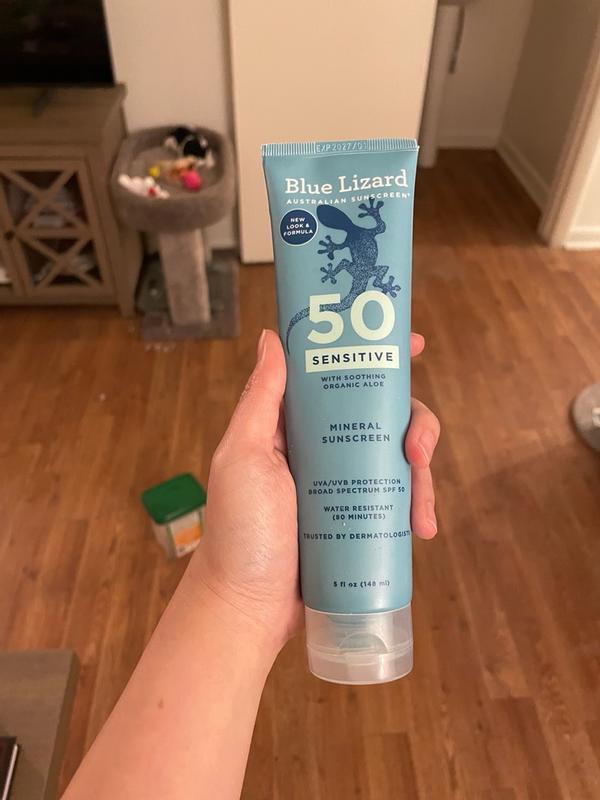 Blue Lizard
AUSTRALIAN SUNSCREEN
NEW
LOOK &
FORMULA
50
SENSITIVE
WITH SOOTHING
ORGANIC ALOE
MINERAL
SUNSCREEN
UVA/UVB PROTECTION
BROAD SPECTRUM SPF 50
WATER RESISTANT
(80 MINUTES)
TRUSTED BY DERMATOLOGISTS
5 fl oz (148 ml)